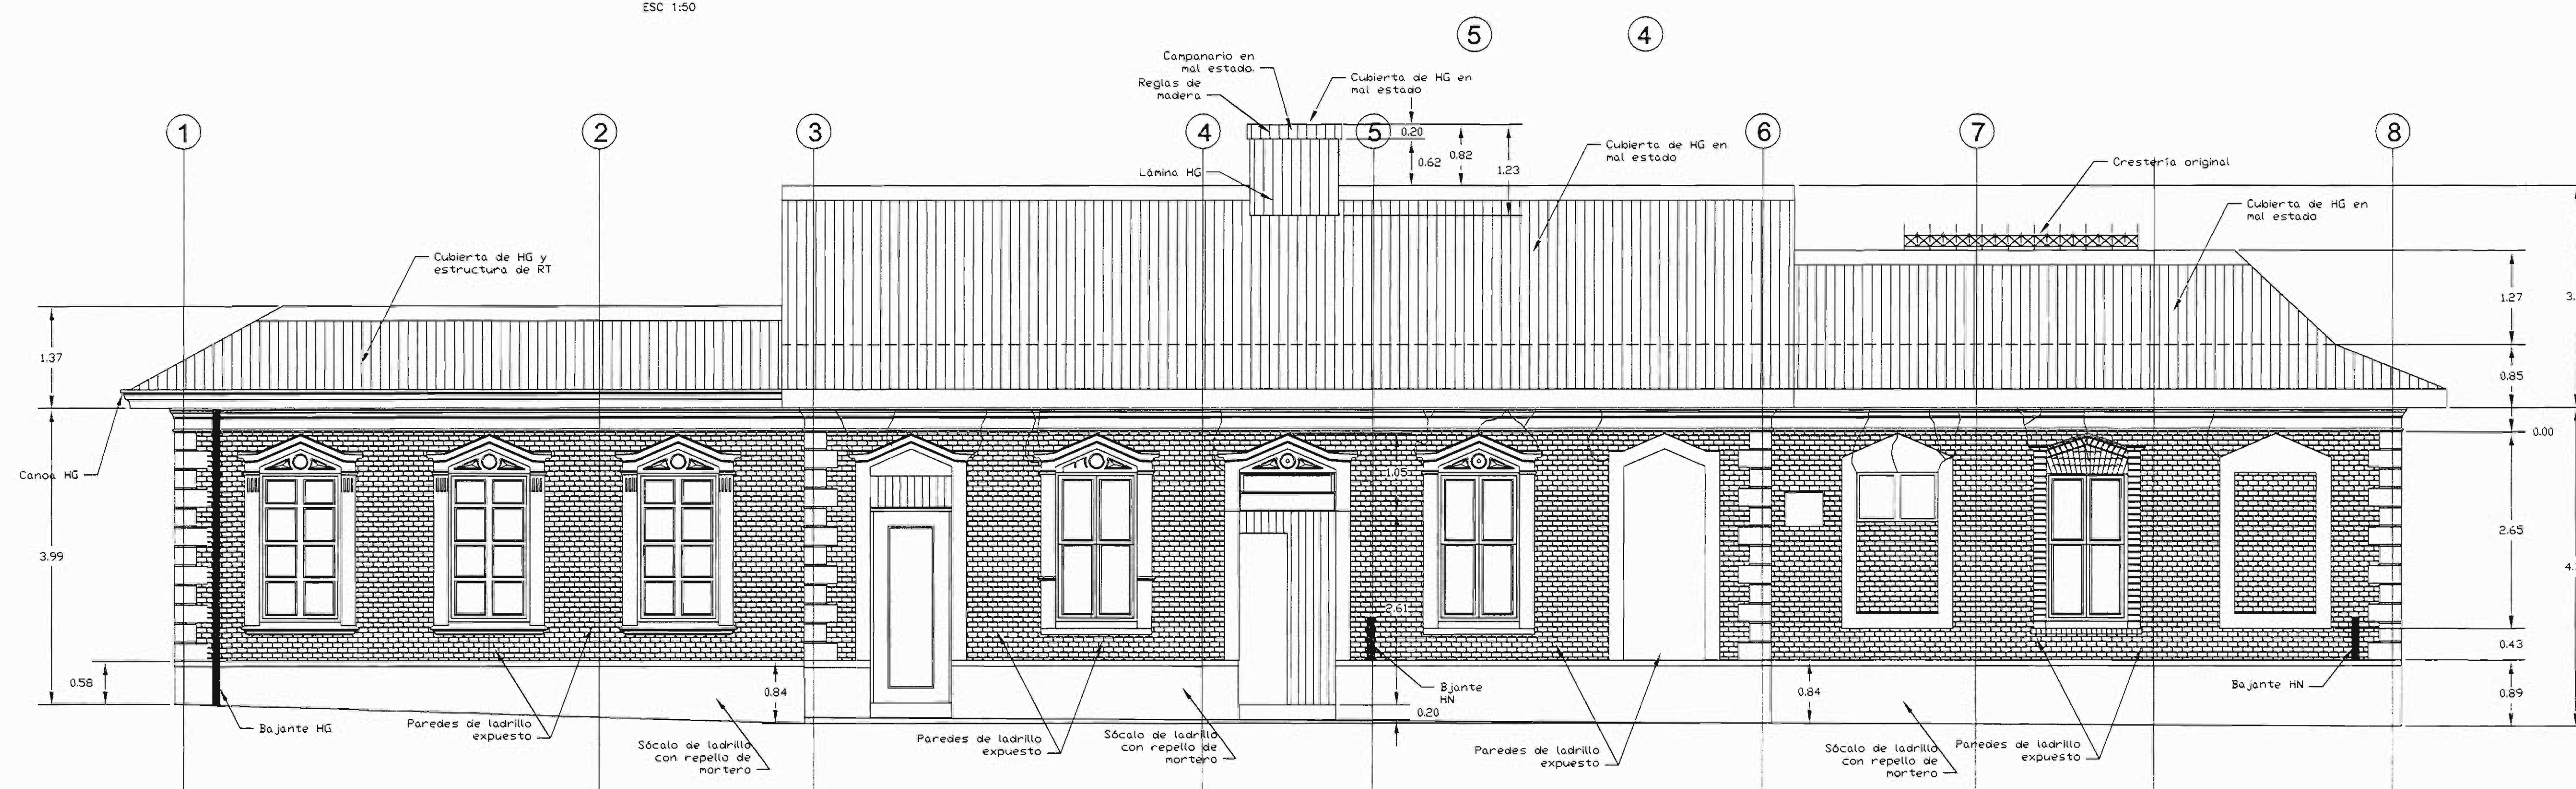 ESC 1:50
5
4
Campanario en
mal estado.
Reglas de
madera
Cubierta de HG en
mal estado
1
2
3
4
5
6
7
8
0.20
0.62
0.82
1.23
Lámina HG
Cubierta de HG en
mal estado
Crestería original
Cubierta de HG en
mal estado
Cubierta de HG y
estructura de RT
1.37
1.27
3.
0.85
0.00
Canoa HG
3.99
1.05
2.65
4.
2.61
0.43
0.58
0.84
0.84
0.89
0.20
Bjante
HN
Bajante HN
Bajante HG
Paredes de ladrillo
expuesto
Sócalo de ladrillo
con repello de
mortero
Paredes de ladrillo
expuesto
Sócalo de ladrillo
con repello de
mortero
Paredes de ladrillo
expuesto
Sócalo de ladrillo
con repello de
mortero
Paredes de ladrillo
expuesto